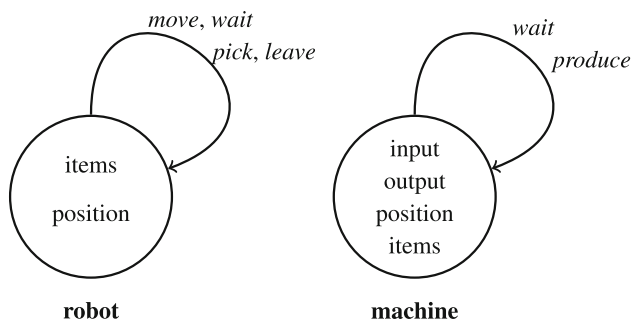 move, wait
pick, leave
items
position
robot
wait
produce
input
output
position
items
machine